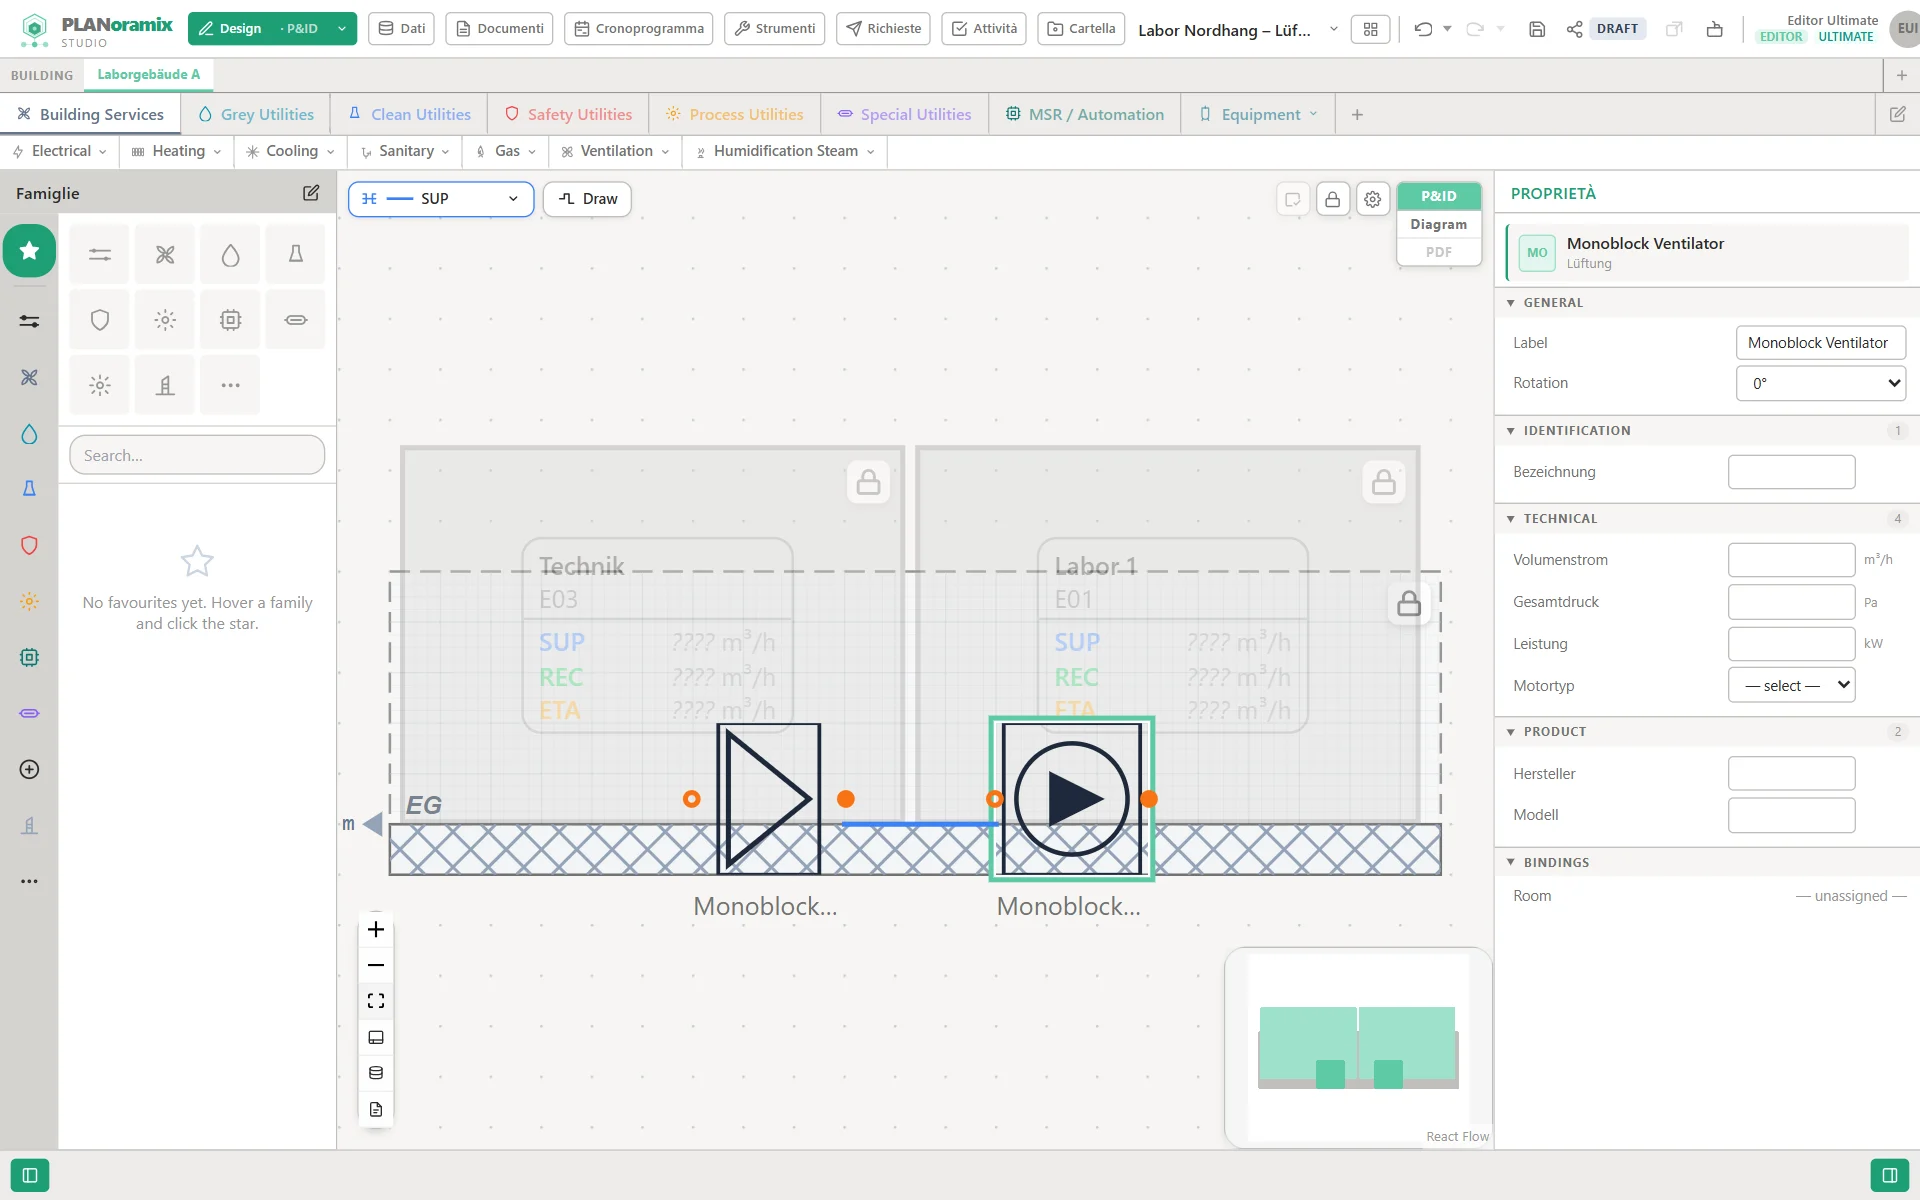 PLANoramix
STUDIO
Design · P&ID
Dati
Documenti
Cronoprogramma
Strumenti
Richieste
Attività
Cartella
Labor Nordhang – Lüf...
DRAFT
Editor Ultimate
EDITOR ULTIMATE
EUI
BUILDING
Laborgebäude A
Building Services
Grey Utilities
Clean Utilities
Safety Utilities
Process Utilities
Special Utilities
MSR / Automation
Equipment
Electrical
Heating
Cooling
Sanitary
Gas
Ventilation
Humidification Steam
Famiglie
Search...
No favourites yet. Hover a family
and click the star.
SUP
Draw
P&ID
Diagram
PDF
Technik
E03
SUP ???? m³/h
REC ???? m³/h
ETA ???? m³/h
Labor 1
E01
SUP ???? m³/h
REC ???? m³/h
ETA ???? m³/h
EG
m
Monoblock...
Monoblock...
React Flow
PROPRIETÀ
MO
Monoblock Ventilator
Lüftung
GENERAL
Label Monoblock Ventilator
Rotation 0°
IDENTIFICATION 1
Bezeichnung
TECHNICAL 4
Volumenstrom m³/h
Gesamtdruck Pa
Leistung kW
Motortyp — select —
PRODUCT 2
Hersteller
Modell
BINDINGS
Room — unassigned —